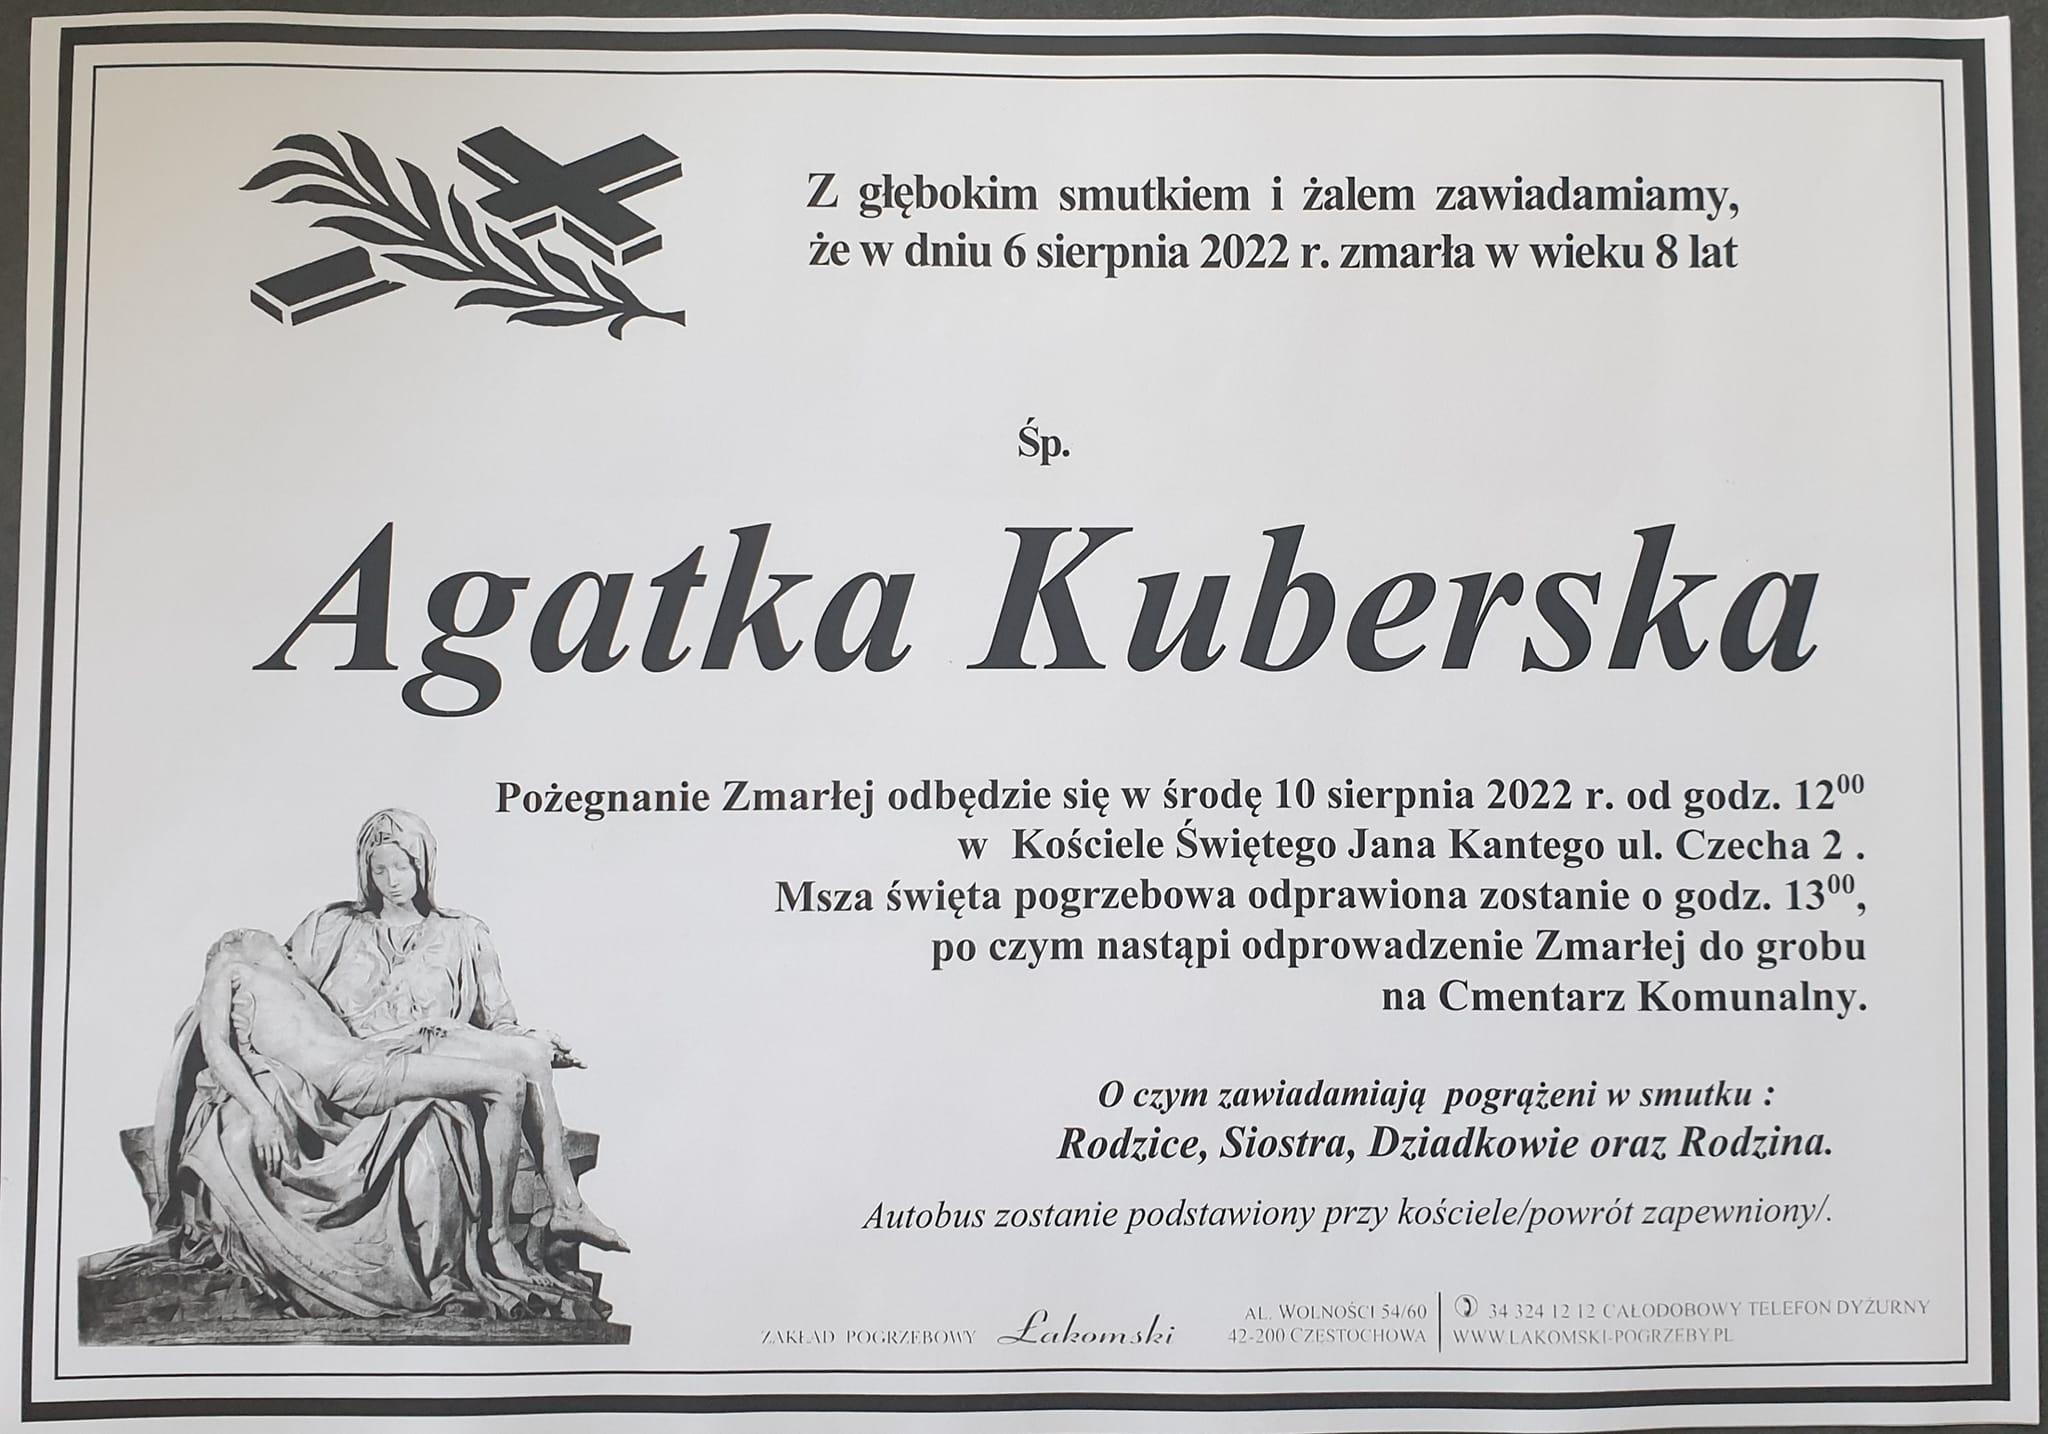 Z głębokim smutkiem i żalem zawiadamiamy,
że w dniu 6 sierpnia 2022 r. zmarła w wieku 8 lat
Śp.
Agatka Kuberska
Pożegnanie Zmarłej odbędzie się w środę 10 sierpnia 2022 r. od godz. 12⁰⁰
w Kościele Świętego Jana Kantego ul. Czecha 2 .
Msza święta pogrzebowa odprawiona zostanie o godz. 13⁰⁰,
po czym nastąpi odprowadzenie Zmarłej do grobu
na Cmentarz Komunalny.
O czym zawiadamiają pogrążeni w smutku :
Rodzice, Siostra, Dziadkowie oraz Rodzina.
Autobus zostanie podstawiony przy kościele/powrót zapewniony/.
ZAKŁAD POGRZEBOWY Łakomski
AL. WOLNOŚCI 54/60
42-200 CZĘSTOCHOWA
34 324 12 12 CAŁODOBOWY TELEFON DYŻURNY
WWW.LAKOMSKI-POGRZEBY.PL